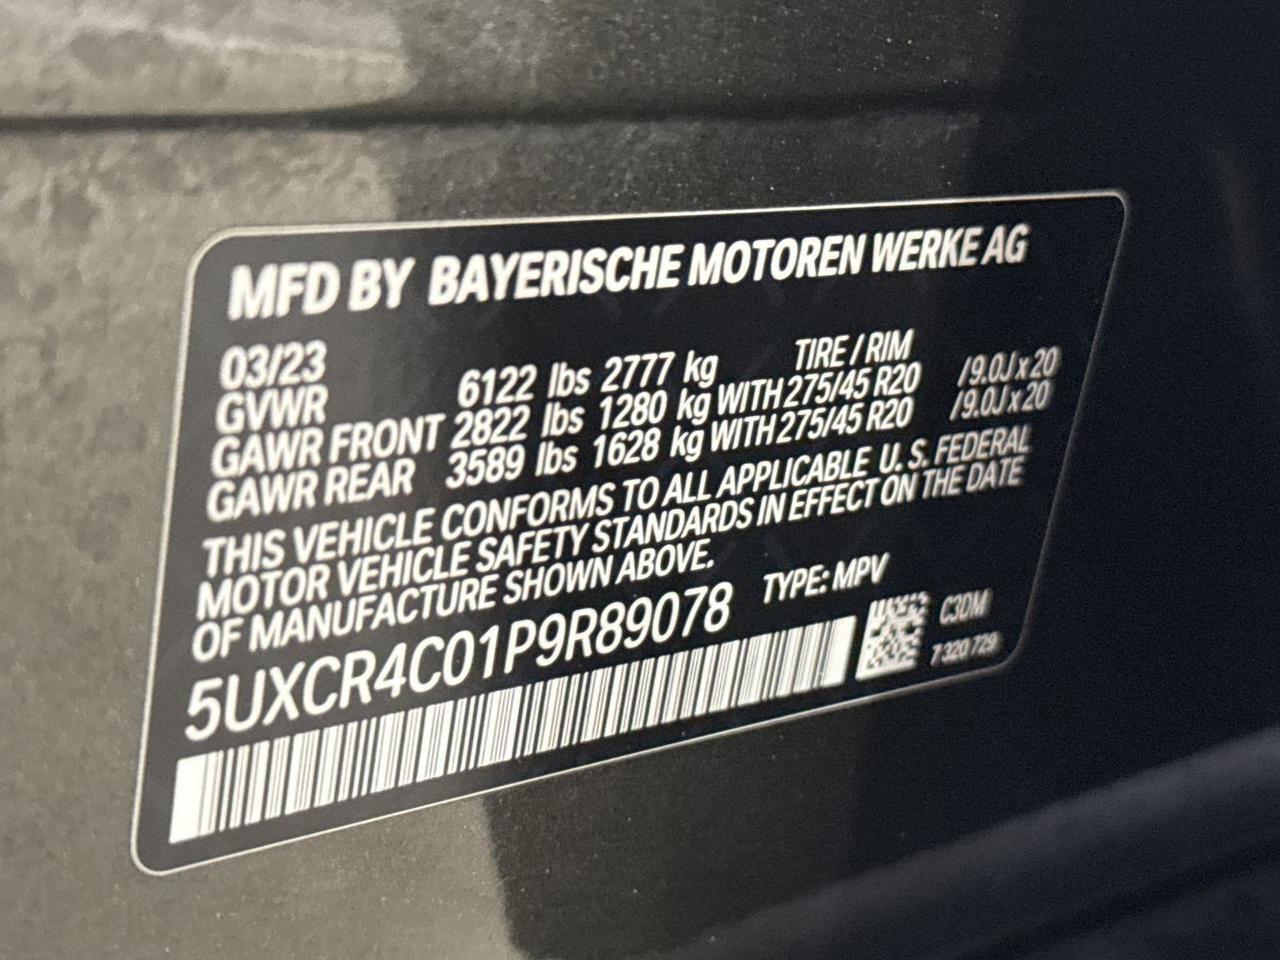 MFD BY BAYERISCHE MOTOREN WERKE AG
03/23 TIRE / RIM
GVWR 6122 lbs 2777 kg
GAWR FRONT 2822 lbs 1280 kg WITH 275/45 R20 /9.0J x 20
GAWR REAR 3589 lbs 1628 kg WITH 275/45 R20 /9.0J x 20
THIS VEHICLE CONFORMS TO ALL APPLICABLE U. S. FEDERAL
MOTOR VEHICLE SAFETY STANDARDS IN EFFECT ON THE DATE
OF MANUFACTURE SHOWN ABOVE.
5UXCR4C01P9R89078 TYPE: MPV
C3DM
7 320 729